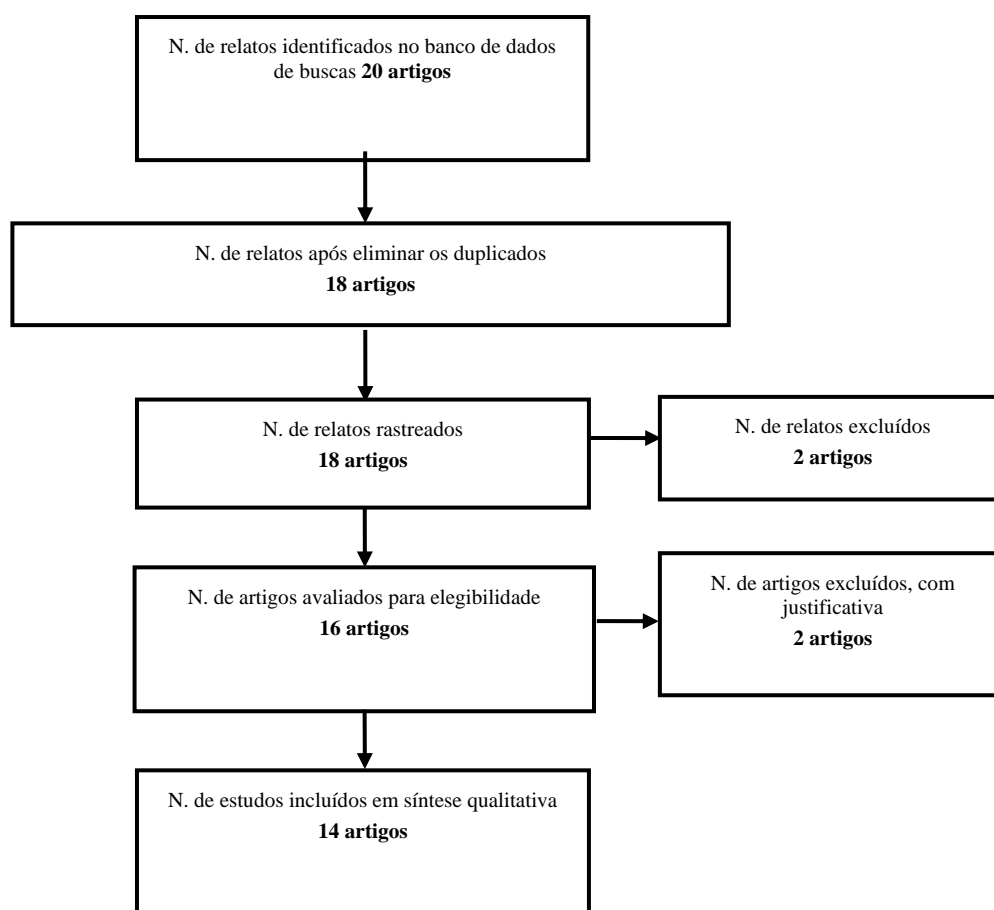 N. de relatos identificados no banco de dados
de buscas 20 artigos
N. de relatos após eliminar os duplicados
18 artigos
N. de relatos rastreados
18 artigos
N. de relatos excluídos
2 artigos
N. de artigos avaliados para elegibilidade
16 artigos
N. de artigos excluídos, com
justificativa
2 artigos
N. de estudos incluídos em síntese qualitativa
14 artigos